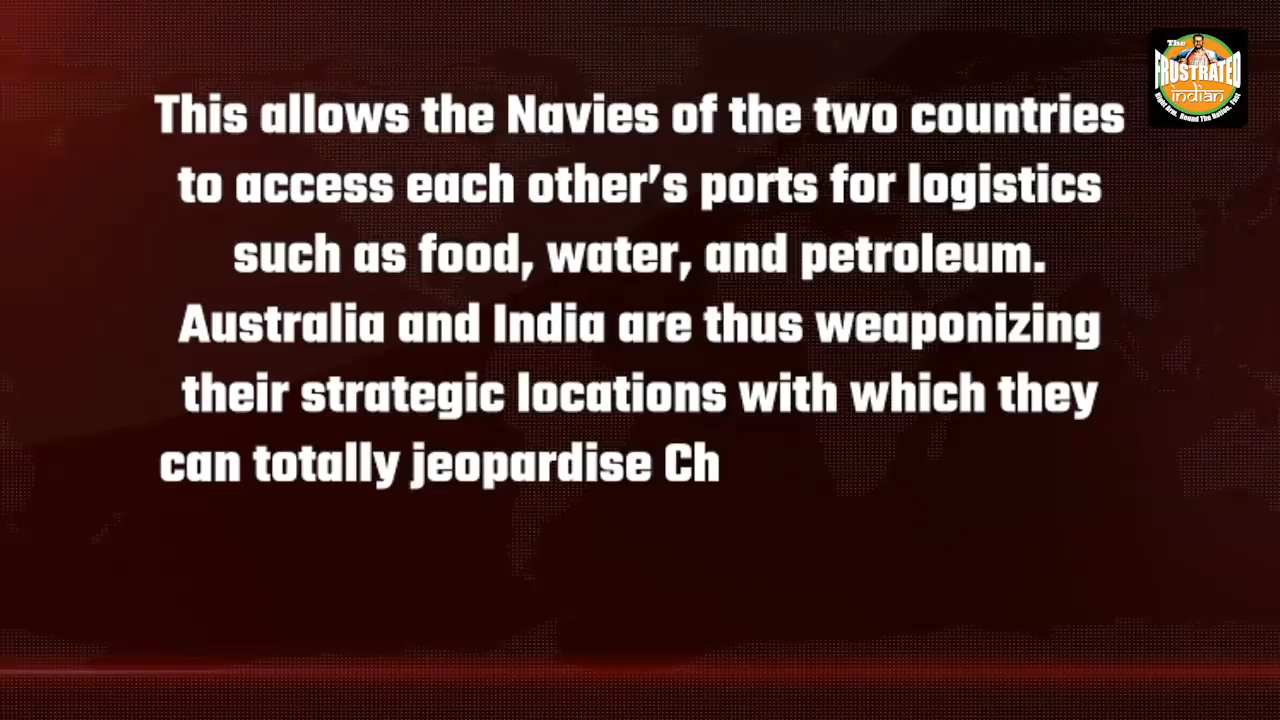 The
FRUSTRATED
indian
This allows the Navies of the two countries
to access each other's ports for logistics
such as food, water, and petroleum.
Australia and India are thus weaponizing
their strategic locations with which they
can totally jeopardise Ch